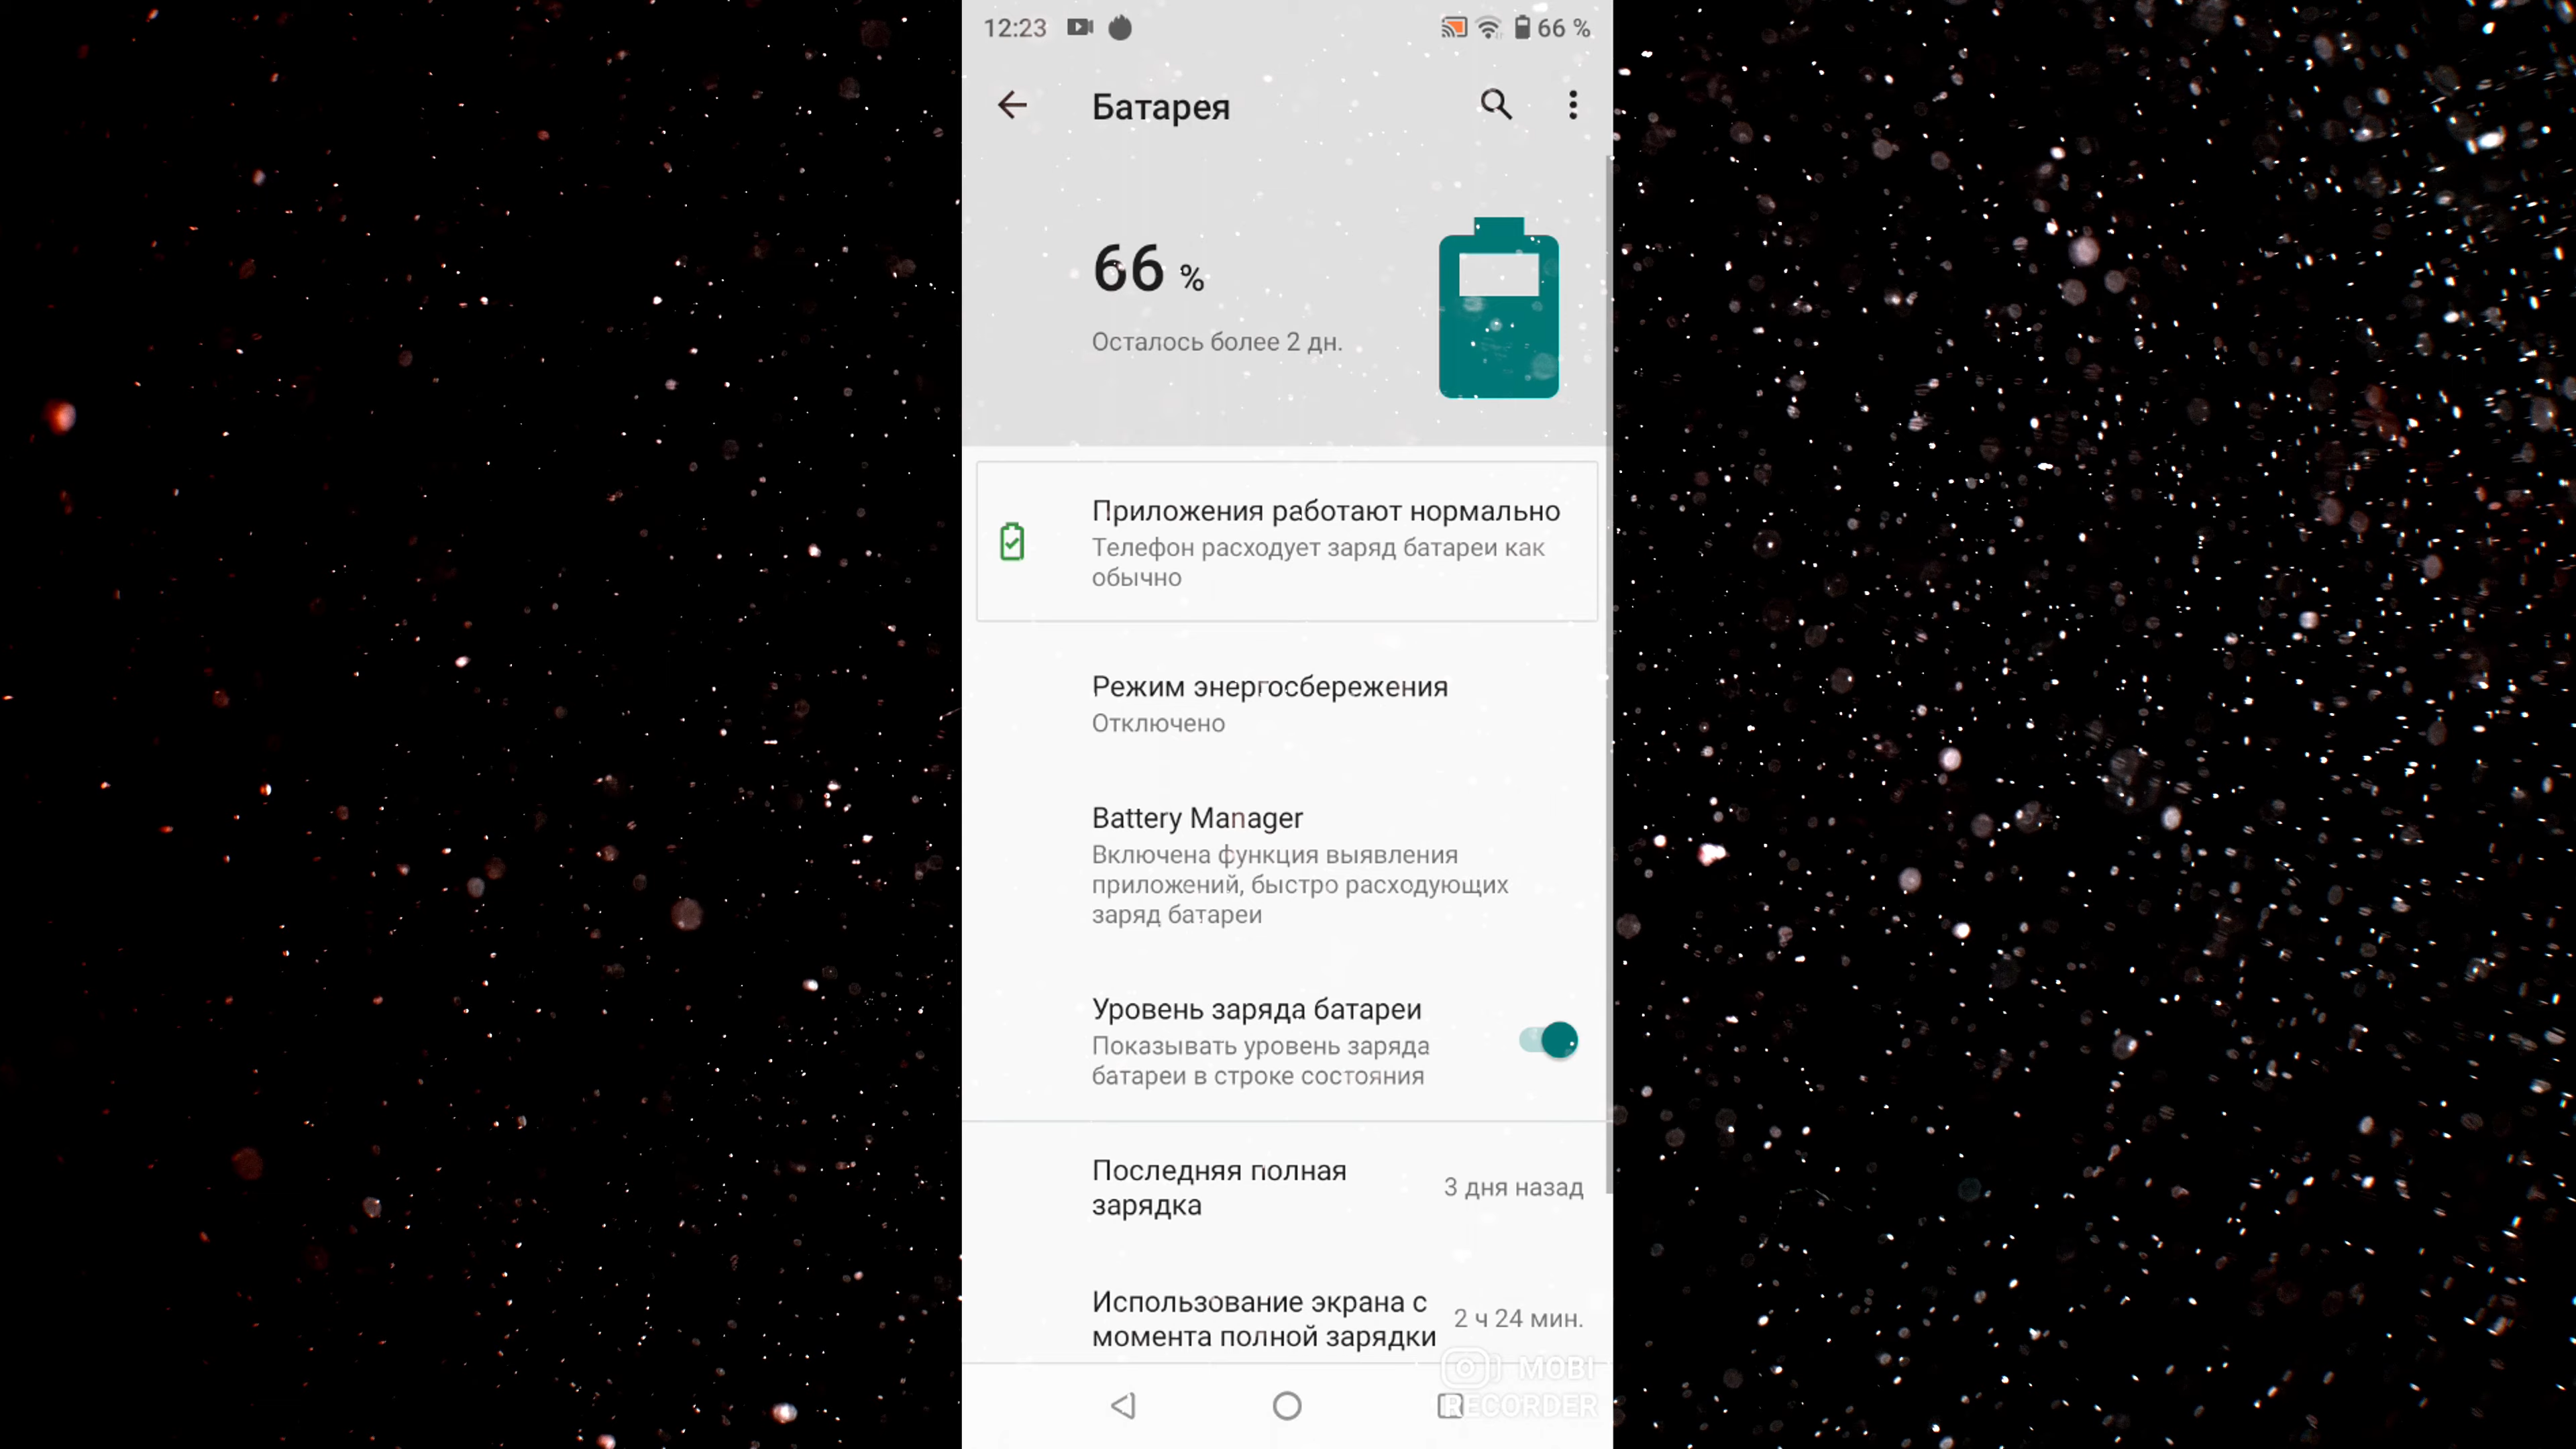 12:23
66 %
Батарея
66 %
Осталось более 2 дн.
Приложения работают нормально
Телефон расходует заряд батареи как
обычно
Режим энергосбережения
Отключено
Battery Manager
Включена функция выявления
приложений, быстро расходующих
заряд батареи
Уровень заряда батареи
Показывать уровень заряда
батареи в строке состояния
Последняя полная
зарядка
3 дня назад
Использование экрана с
момента полной зарядки
2 ч 24 мин.
MOBI
RECORDER